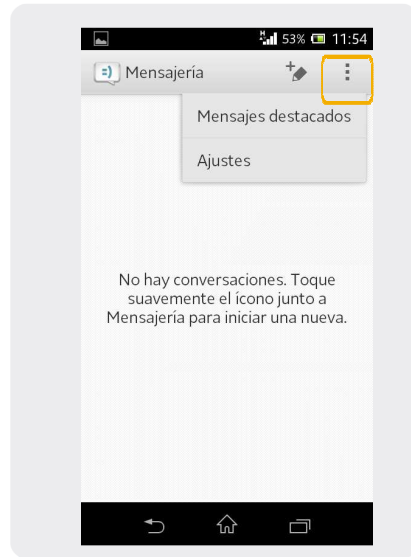 53% 11:54
=) Mensajería
Mensajes destacados
Ajustes
No hay conversaciones. Toque
suavemente el ícono junto a
Mensajería para iniciar una nueva.